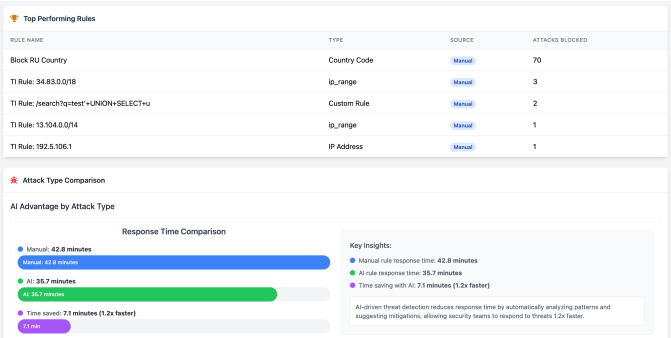 Top Performing Rules
RULE NAME TYPE SOURCE ATTACKS BLOCKED
Block RU Country Country Code Manual 70
TI Rule: 34.83.0.0/18 ip_range Manual 3
TI Rule: /search?q=test'+UNION+SELECT+u Custom Rule Manual 2
TI Rule: 13.104.0.0/14 ip_range Manual 1
TI Rule: 192.5.106.1 IP Address Manual 1
Attack Type Comparison
AI Advantage by Attack Type
Response Time Comparison
Manual: 42.8 minutes
Manual: 42.8 minutes
AI: 35.7 minutes
AI: 35.7 minutes
Time saved: 7.1 minutes (1.2x faster)
7.1 min
Key Insights:
Manual rule response time: 42.8 minutes
AI rule response time: 35.7 minutes
Time saving with AI: 7.1 minutes (1.2x faster)
AI-driven threat detection reduces response time by automatically analyzing patterns and
suggesting mitigations, allowing security teams to respond to threats 1.2x faster.